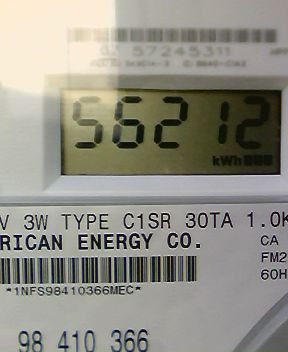 57245311
56212
kWh
V 3W TYPE C1SR 30TA 1.0K
RICAN ENERGY CO.
CA
FM2
60H
*1NFS98410366MEC*
98 410 366